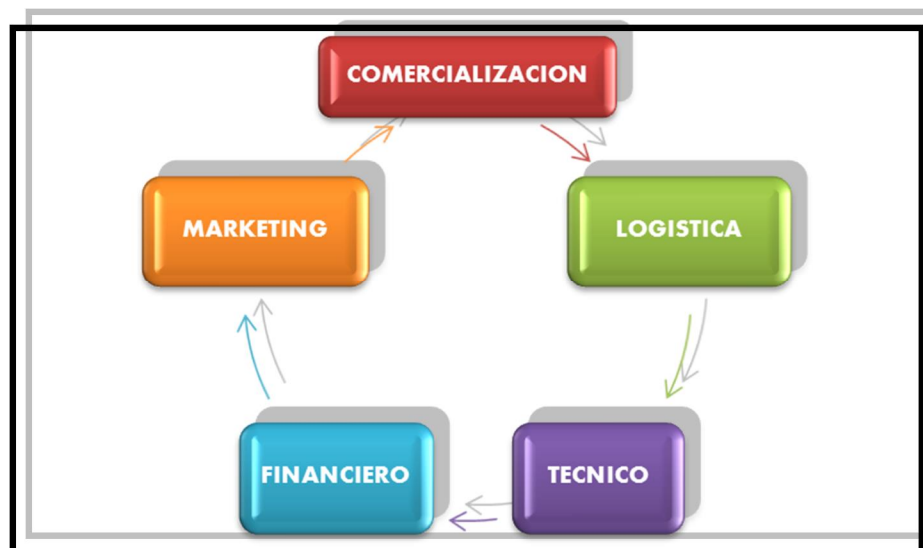 COMERCIALIZACION
MARKETING
LOGISTICA
FINANCIERO
TECNICO